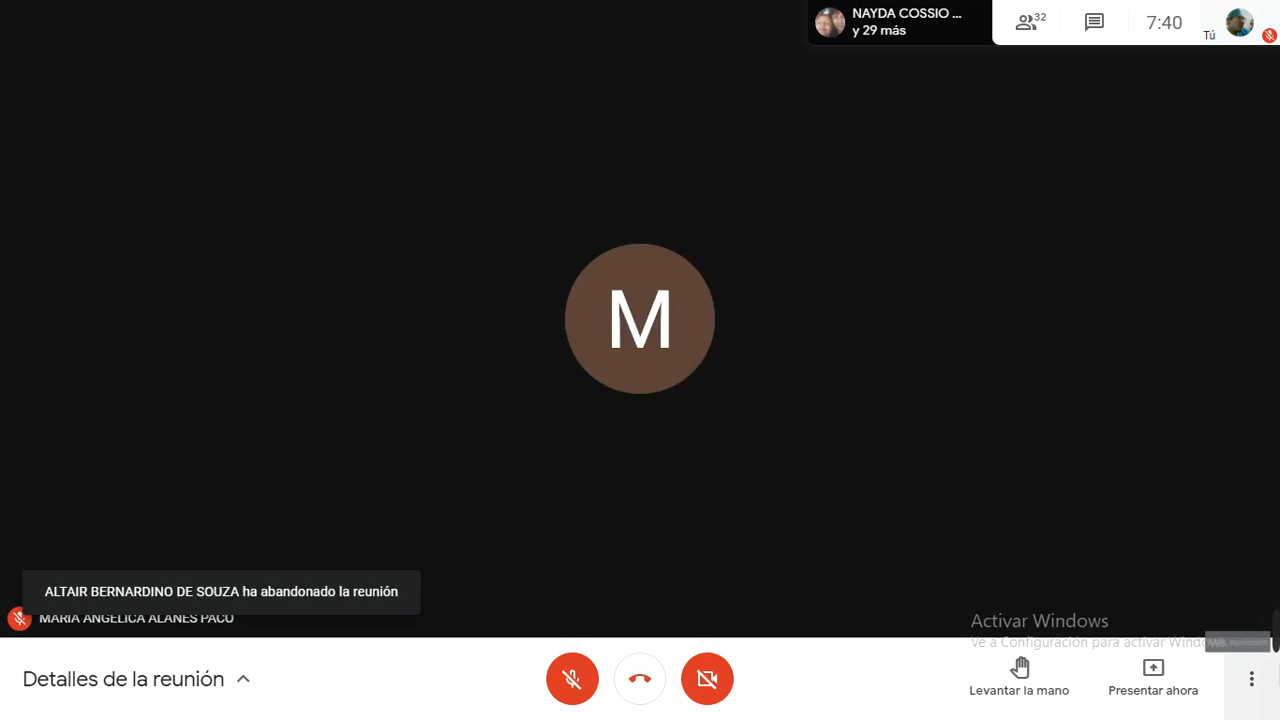 NAYDA COSSIO ...
y 29 más
32
7:40
Tú
M
ALTAIR BERNARDINO DE SOUZA ha abandonado la reunión
MARIA ANGELICA ALANES PACO
Activar Windows
Ve a Configuración para activar Windows.
Detalles de la reunión
Levantar la mano
Presentar ahora